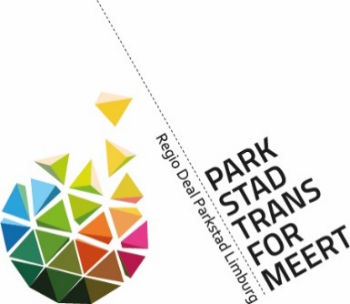 Regio Deal Parkstad Limburg
PARK
STAD
TRANS
FOR
MEERT